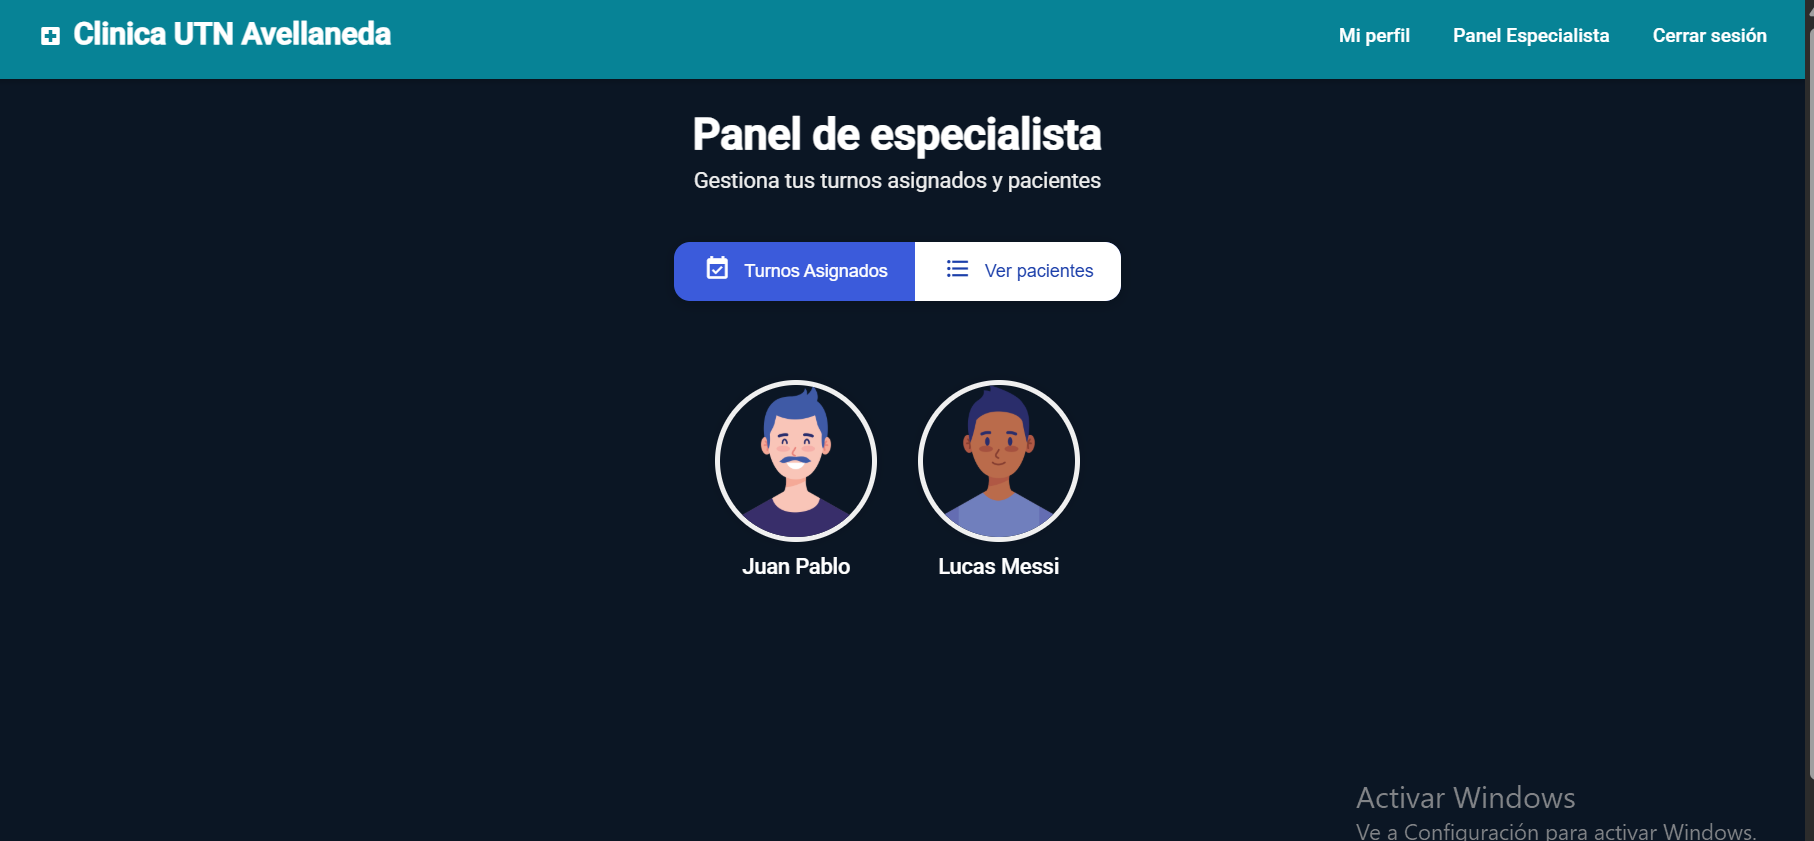 Clinica UTN Avellaneda
Mi perfil
Panel Especialista
Cerrar sesión
Panel de especialista
Gestiona tus turnos asignados y pacientes
Turnos Asignados
Ver pacientes
Juan Pablo
Lucas Messi
Activar Windows
Ve a Configuración para activar Windows.